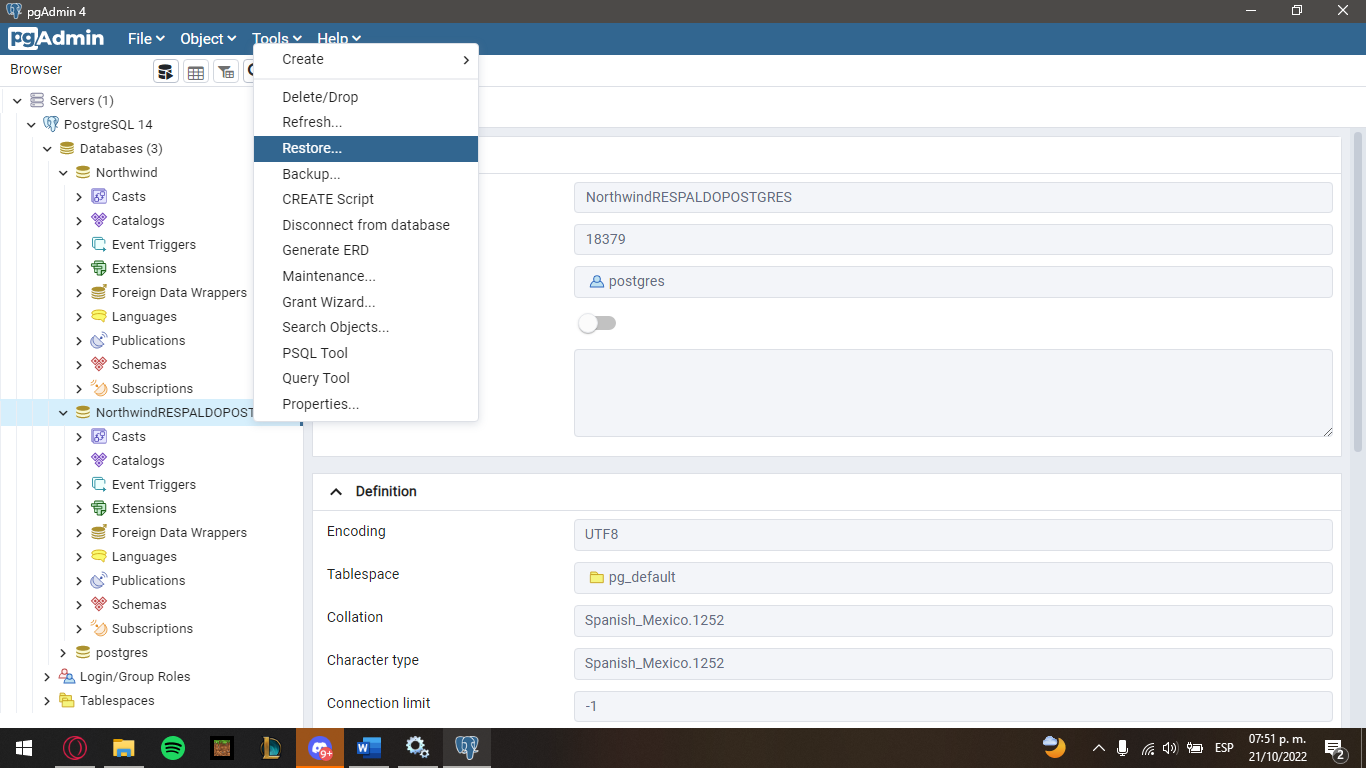 pgAdmin 4
pgAdmin File Object Tools Help
Browser
Servers (1)
PostgreSQL 14
Databases (3)
Northwind
Casts
Catalogs
Event Triggers
Extensions
Foreign Data Wrappers
Languages
Publications
Schemas
Subscriptions
NorthwindRESPALDOPOST
Casts
Catalogs
Event Triggers
Extensions
Foreign Data Wrappers
Languages
Publications
Schemas
Subscriptions
postgres
Login/Group Roles
Tablespaces
Create
Delete/Drop
Refresh...
Restore...
Backup...
CREATE Script
Disconnect from database
Generate ERD
Maintenance...
Grant Wizard...
Search Objects...
PSQL Tool
Query Tool
Properties...
NorthwindRESPALDOPOSTGRES
18379
postgres
Definition
Encoding UTF8
Tablespace pg_default
Collation Spanish_Mexico.1252
Character type Spanish_Mexico.1252
Connection limit -1
9+
ESP
07:51 p. m.
21/10/2022
2